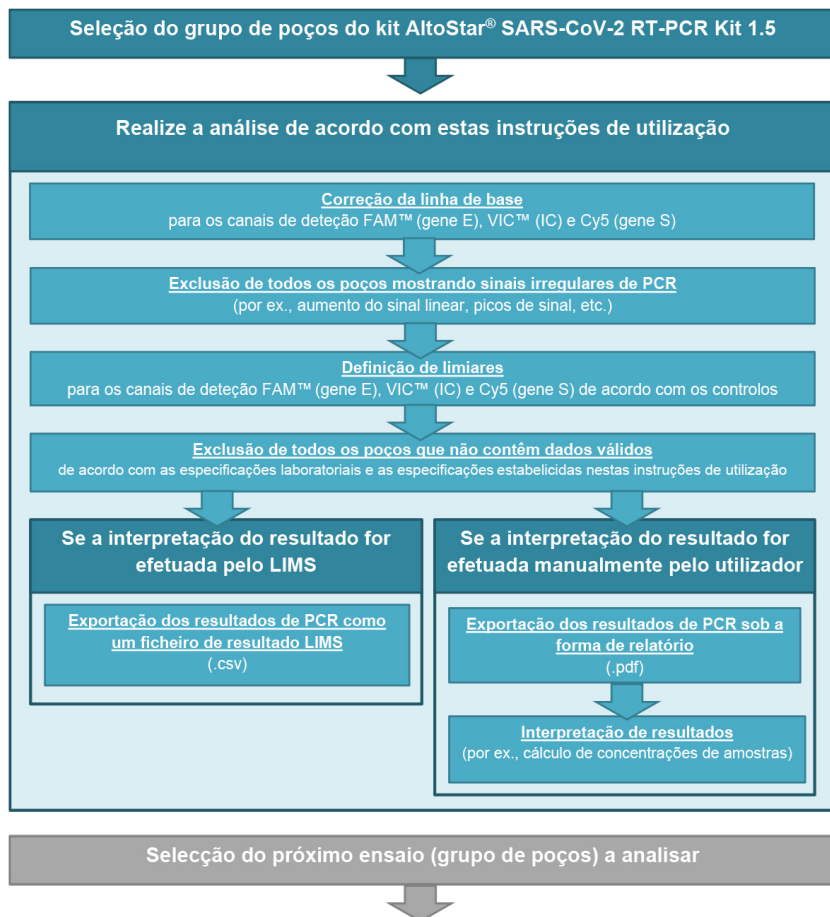 Seleção do grupo de poços do kit AltoStar® SARS-CoV-2 RT-PCR Kit 1.5
Realize a análise de acordo com estas instruções de utilização
Correção da linha de base
para os canais de deteção FAM™ (gene E), VIC™ (IC) e Cy5 (gene S)
Exclusão de todos os poços mostrando sinais irregulares de PCR
(por ex., aumento do sinal linear, picos de sinal, etc.)
Definição de limiares
para os canais de deteção FAM™ (gene E), VIC™ (IC) e Cy5 (gene S) de acordo com os controlos
Exclusão de todos os poços que não contêm dados válidos
de acordo com as especificações laboratoriais e as especificações estabelicidas nestas instruções de utilização
Se a interpretação do resultado for
efetuada pelo LIMS
Exportação dos resultados de PCR como
um ficheiro de resultado LIMS
(.csv)
Se a interpretação do resultado for
efetuada manualmente pelo utilizador
Exportação dos resultados de PCR sob a
forma de relatório
(.pdf)
Interpretação de resultados
(por ex., cálculo de concentrações de amostras)
Selecção do próximo ensaio (grupo de poços) a analisar